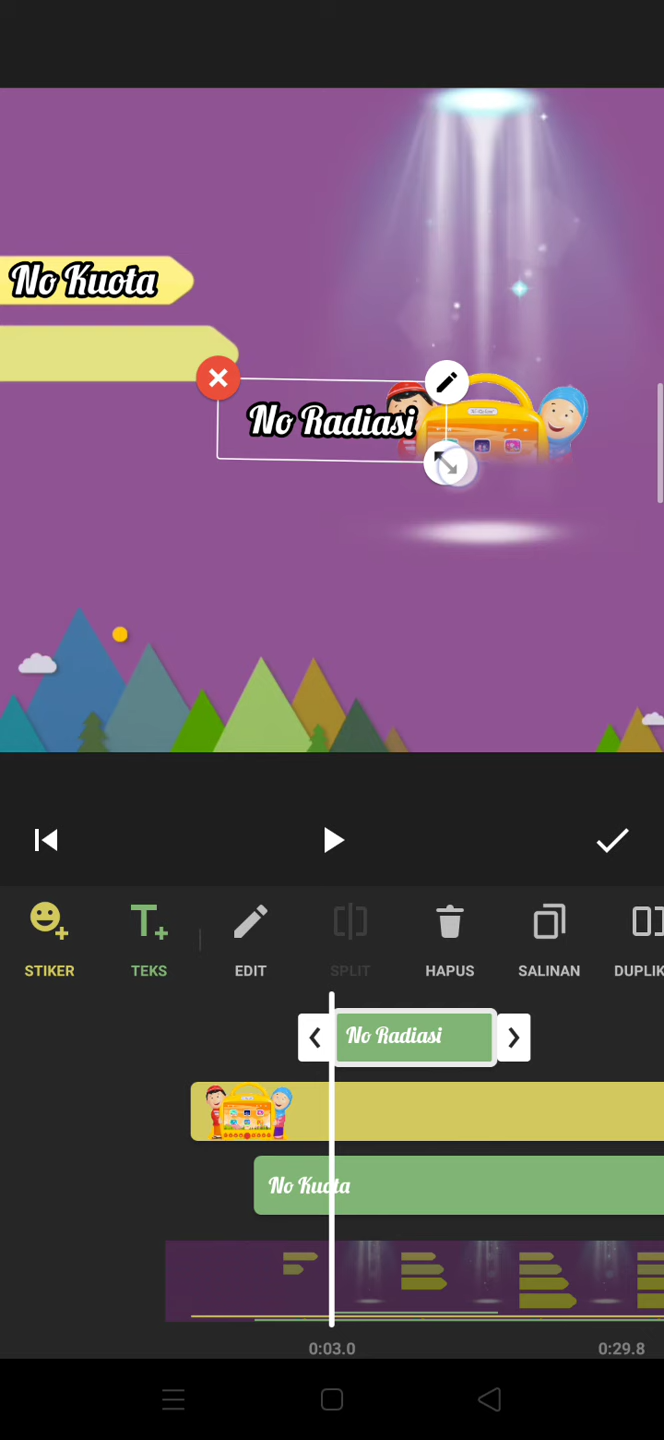 No Kuota
No Radiasi
STIKER
TEKS
EDIT
SPLIT
HAPUS
SALINAN
DUPLIK
No Radiasi
No Kuota
0:03.0
0:29.8